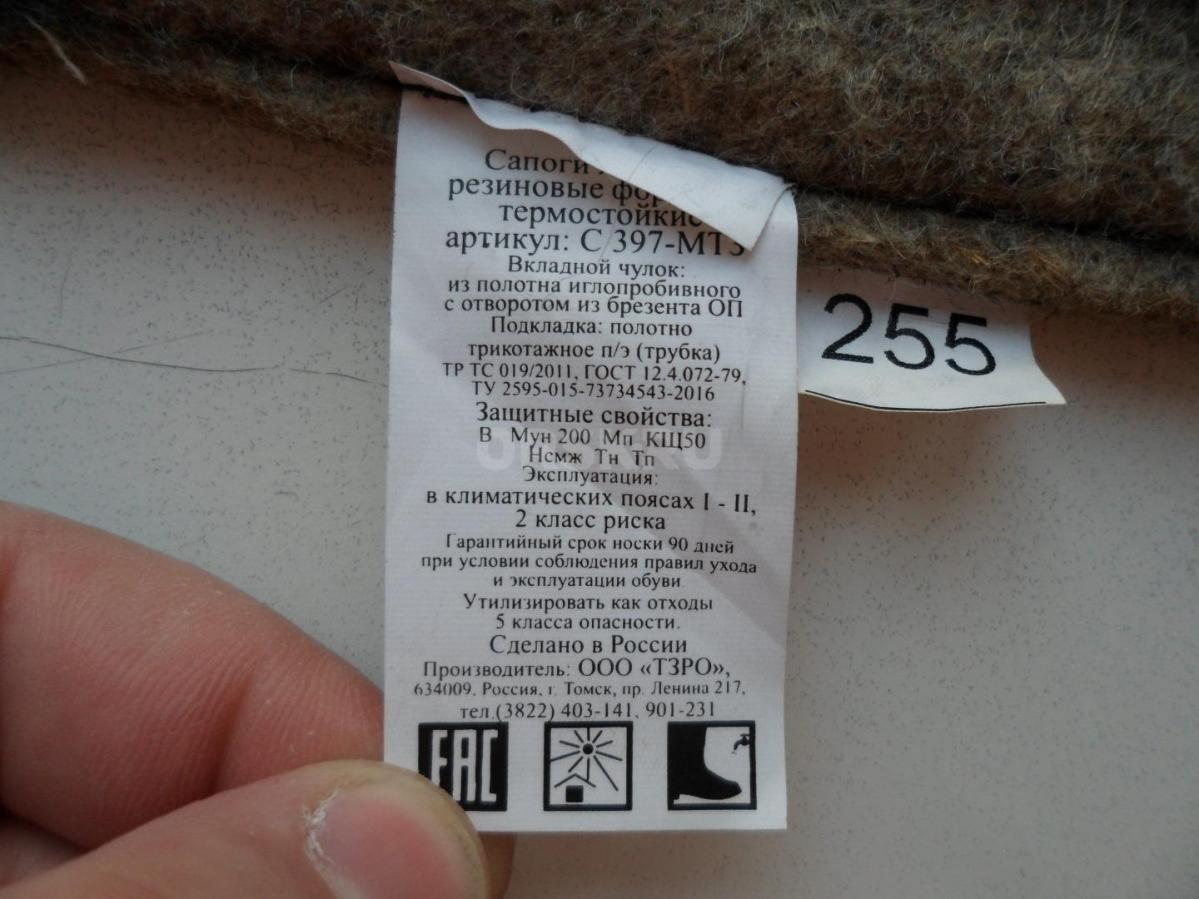 Сапоги
резиновые
термостойкие
артикул: С 397-МТЗ
Вкладной чулок:
из полотна иглопробивного
с отворотом из брезента ОП
Подкладка: полотно
трикотажное п/э (трубка)
ТР ТС 019/2011, ГОСТ 12.4.072-79,
ТУ 2595-015-73734543-2016
Защитные свойства:
В Мун 200 Мп КЩ50
Нсмж Тн Тп
Эксплуатация:
в климатических поясах I - II,
2 класс риска
Гарантийный срок носки 90 дней
при условии соблюдения правил ухода
и эксплуатации обуви
Утилизировать как отходы
5 класса опасности.
Сделано в России
Производитель: ООО «ТЗРО»,
634009, Россия, г. Томск, пр. Ленина 217,
тел.(3822) 403-141, 901-231
EAC
255